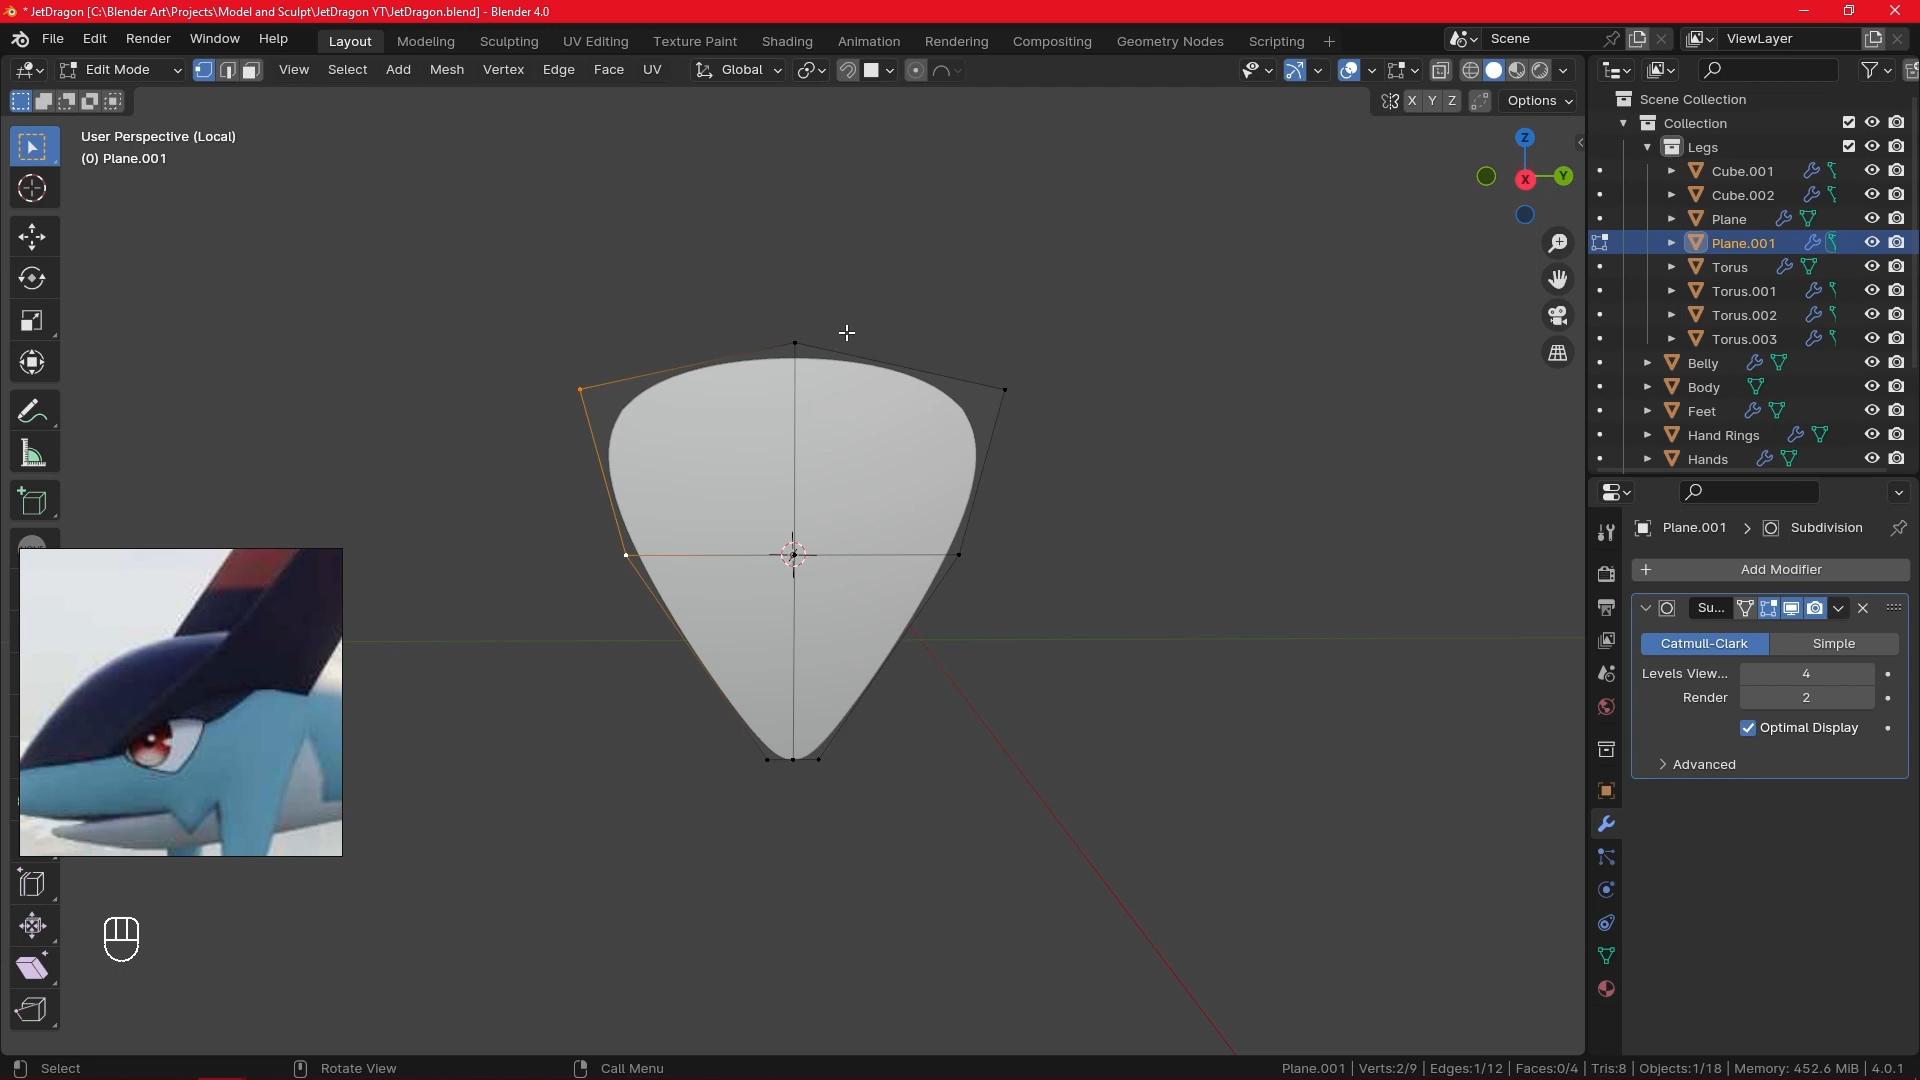 * JetDragon [C:\Blender Art\Projects\Model and Sculpt\JetDragon YT\JetDragon.blend] - Blender 4.0
File Edit Render Window Help Layout Modeling Sculpting UV Editing Texture Paint Shading Animation Rendering Compositing Geometry Nodes Scripting + Scene ViewLayer
Edit Mode View Select Add Mesh Vertex Edge Face UV Global
X Y Z Options
User Perspective (Local)
(0) Plane.001
Z
X
Y
Scene Collection
Collection
Legs
Cube.001
Cube.002
Plane
Plane.001
Torus
Torus.001
Torus.002
Torus.003
Belly
Body
Feet
Hand Rings
Hands
Plane.001 > Subdivision
+ Add Modifier
Su...
Catmull-Clark Simple
Levels View... 4
Render 2
Optimal Display
Advanced
Select Rotate View Call Menu Plane.001 | Verts:2/9 | Edges:1/12 | Faces:0/4 | Tris:8 | Objects:1/18 | Memory: 452.6 MiB | 4.0.1